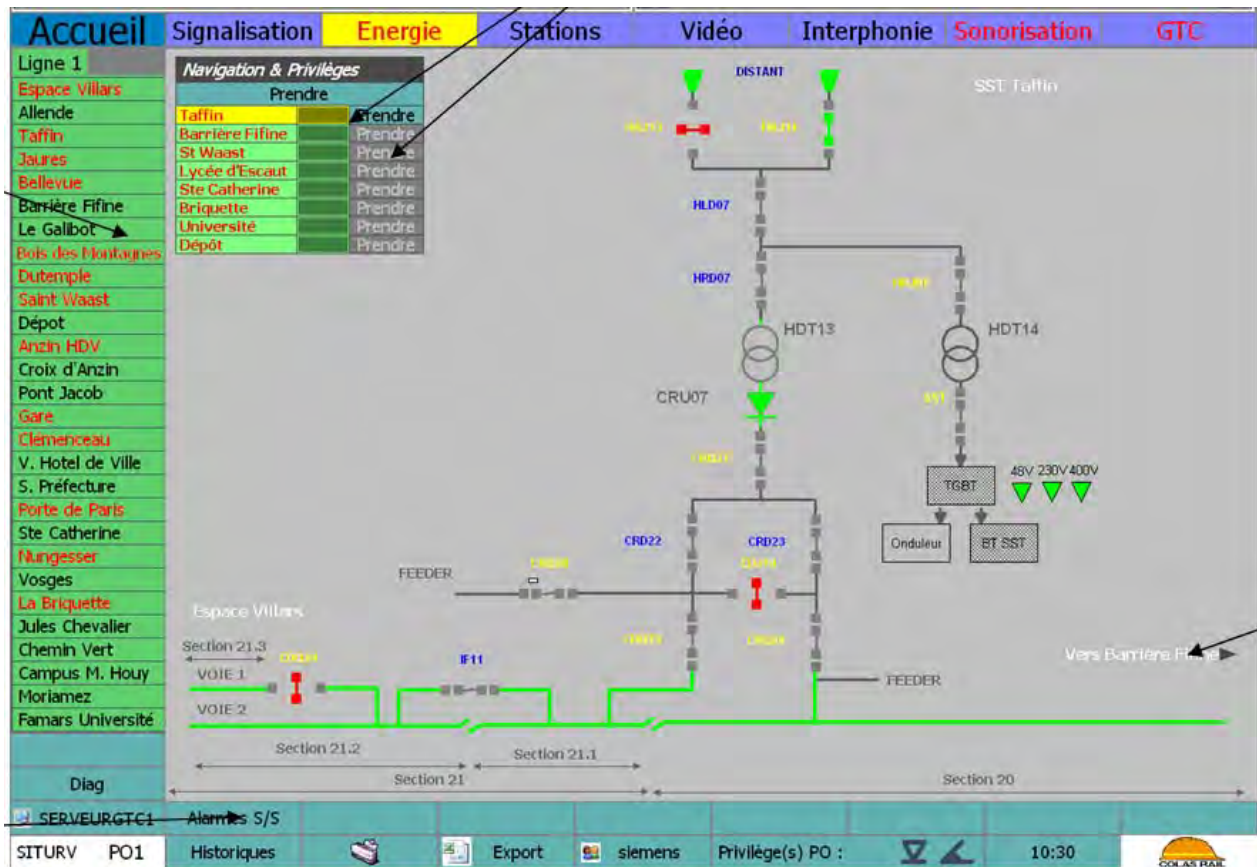 Accueil Signalisation Energie Stations Vidéo Interphonie Sonorisation GTC
Ligne 1
Espace Villars
Allende
Taffin
Jaures
Bellevue
Barrière Fifine
Le Galibot
Bois des Montagnes
Dutemple
Saint Waast
Dépot
Anzin HDV
Croix d'Anzin
Pont Jacob
Gare
Clémenceau
V. Hotel de Ville
S. Préfecture
Porte de Paris
Ste Catherine
Nungesser
Vosges
La Briquette
Jules Chevalier
Chemin Vert
Campus M. Houy
Moriamez
Famars Université
Diag
Navigation & Privilèges
Prendre
Taffin Prendre
Barrière Fifine Prendre
St Waast Prendre
Lycée d'Escaut Prendre
Ste Catherine Prendre
Briquette Prendre
Université Prendre
Dépôt Prendre
DISTANT
SST Taffin
HLD07
HRD07
HDT13
HDT14
CRU07
TGBT
48V 230V 400V
Onduleur
BT SST
CRD22
CRD23
FEEDER
Espace Villars
Section 21.3
IF11
Vers Barrière Fifine
VOIE 1
FEEDER
VOIE 2
Section 21.2
Section 21.1
Section 21
Section 20
SERVEURGTC1 Alarmes S/S
SITURV PO1 Historiques Export siemens Privilège(s) PO : 10:30
COLAS RAIL